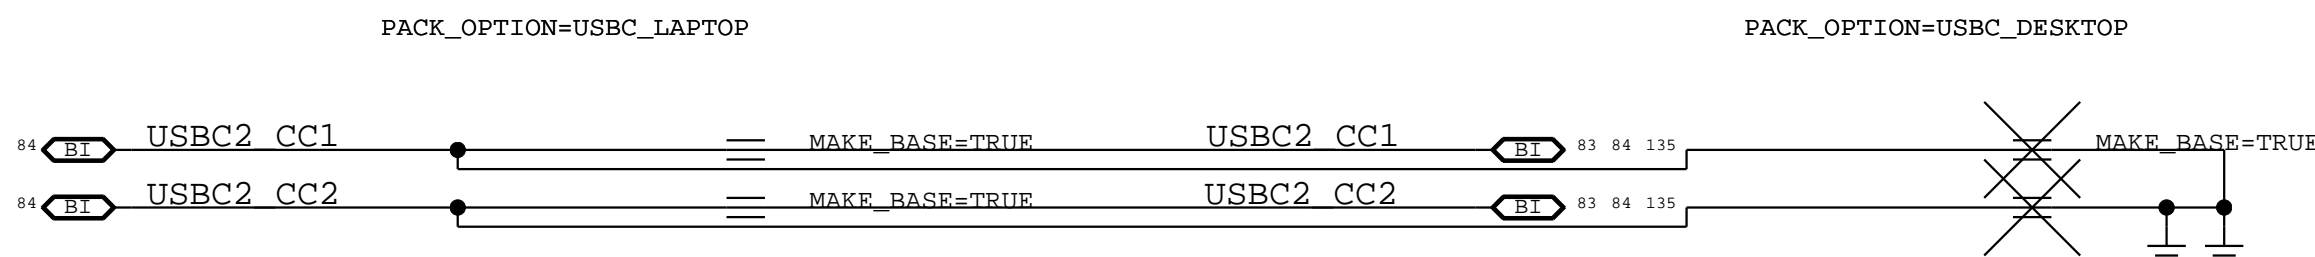 PACK_OPTION=USBC_LAPTOP PACK_OPTION=USBC_DESKTOP
84 BI USBC2_CC1 MAKE_BASE=TRUE USBC2_CC1 BI 83 84 135 MAKE_BASE=TRUE
84 BI USBC2_CC2 MAKE_BASE=TRUE USBC2_CC2 BI 83 84 135